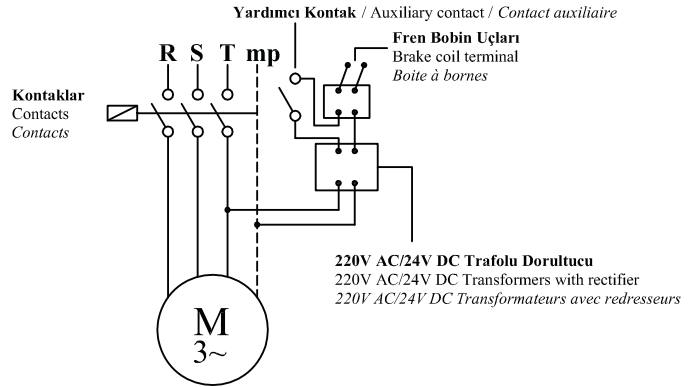 Yardımcı Kontak / Auxiliary contact / Contact auxiliaire
Fren Bobin Uçları
Brake coil terminal
Boite à bornes
R S T mp
Kontaklar
Contacts
Contacts
220V AC/24V DC Trafolu Dorultucu
220V AC/24V DC Transformers with rectifier
220V AC/24V DC Transformateurs avec redresseurs
M
3~